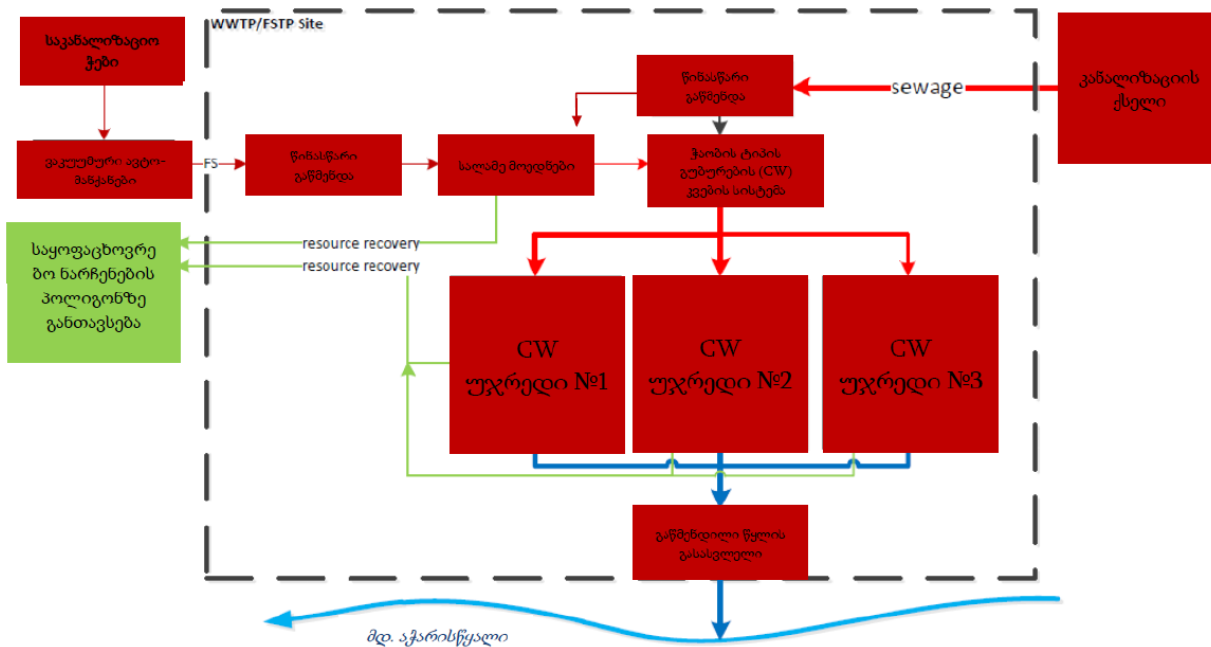 WWTP/FSTP Site
საკანალიზაციო
ჭები
წინასწარი
გაწმენდა
sewage
კანალიზაციის
ქსელი
ვაკუუმური ავტო-
მანქანები
FS
წინასწარი
გაწმენდა
სალამე მოედნები
ჭაობის ტიპის
გუბურების (CW)
კვების სისტემა
საყოფაცხოვრე
ბო ნარჩენების
პოლიგონზე
განთავსება
resource recovery
resource recovery
CW
უჯრედი №1
CW
უჯრედი №2
CW
უჯრედი №3
გაწმენდილი წყლის
გასასვლელი
მდ. აჭარისწყალი